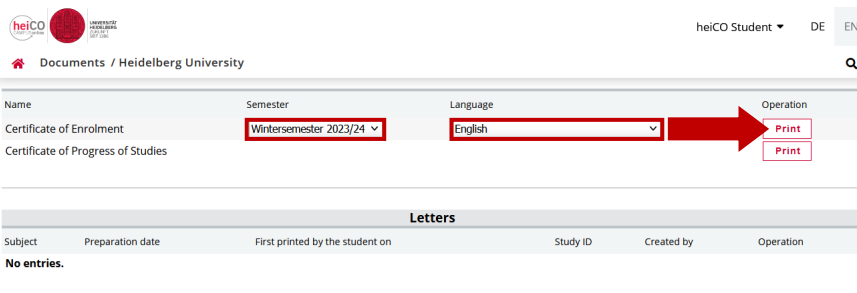 heiCO
UNIVERSITÄT
HEIDELBERG
ZUKUNFT
SEIT 1386
heiCO Student
DE
EN
Documents / Heidelberg University
Name Semester Language Operation
Certificate of Enrolment Wintersemester 2023/24 English Print
Certificate of Progress of Studies Print
Letters
Subject Preparation date First printed by the student on Study ID Created by Operation
No entries.